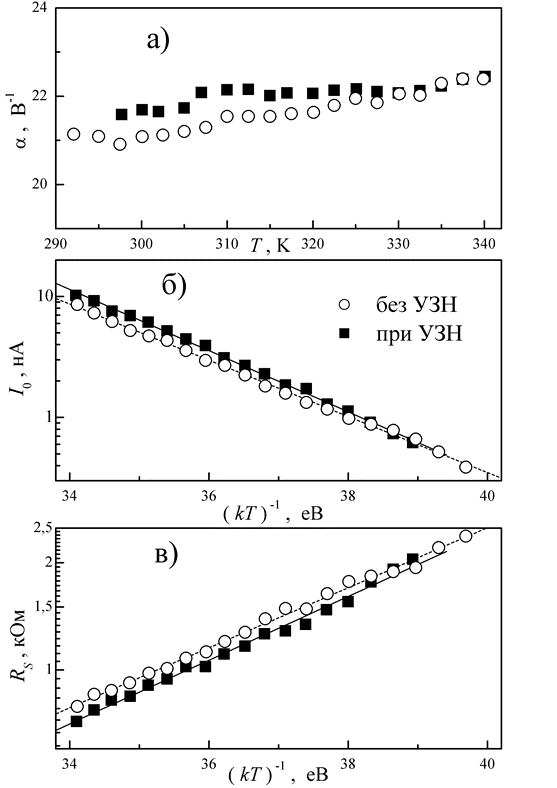 а)
24
22
20
α , В⁻¹
290 300 310 320 330 340
T , К
б)
без УЗН
при УЗН
10
1
I₀ , нА
34 36 38 40
(kT)⁻¹ , еВ
в)
2,5
2
1,5
1
R_S , кОм
34 36 38 40
(kT)⁻¹ , еВ